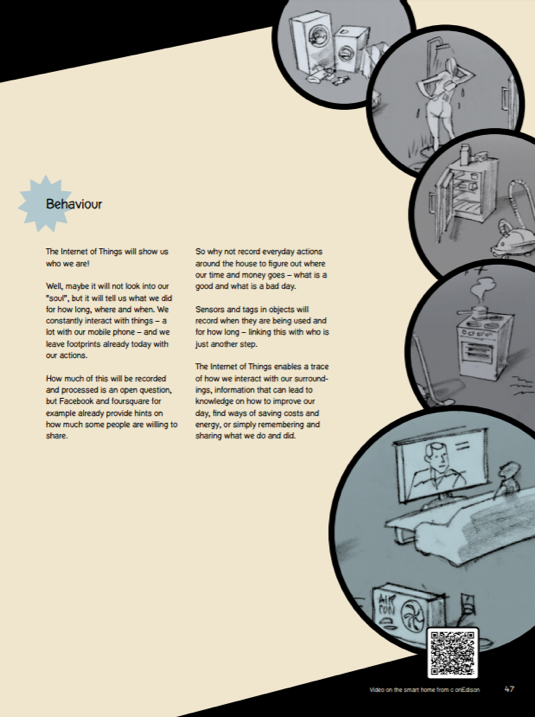 Behaviour
The Internet of Things will show us
who we are!
Well, maybe it will not look into our
"soul", but it will tell us what we did
for how long, where and when. We
constantly interact with things – a
lot with our mobile phone – and we
leave footprints already today with
our actions.
How much of this will be recorded
and processed is an open question,
but Facebook and foursquare for
example already provide hints on
how much some people are willing to
share.
So why not record everyday actions
around the house to figure out where
our time and money goes – what is a
good and what is a bad day.
Sensors and tags in objects will
record when they are being used and
for how long – linking this with who is
just another step.
The Internet of Things enables a trace
of how we interact with our surround-
ings, information that can lead to
knowledge on how to improve our
day, find ways of saving costs and
energy, or simply remembering and
sharing what we do and did.
AIR
CON
Video on the smart home from c onEdison
47